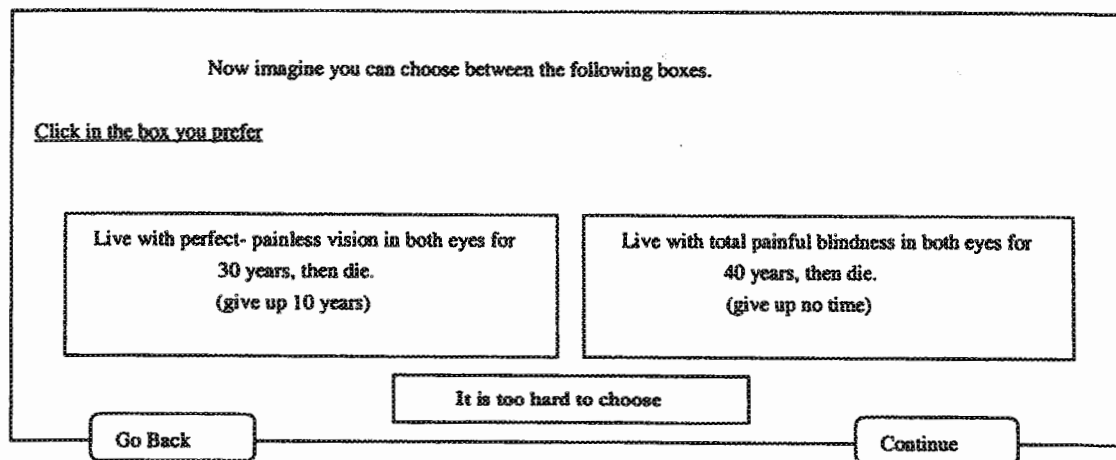 Now imagine you can choose between the following boxes.
Click in the box you prefer
Live with perfect- painless vision in both eyes for
30 years, then die.
(give up 10 years)
Live with total painful blindness in both eyes for
40 years, then die.
(give up no time)
It is too hard to choose
Go Back
Continue